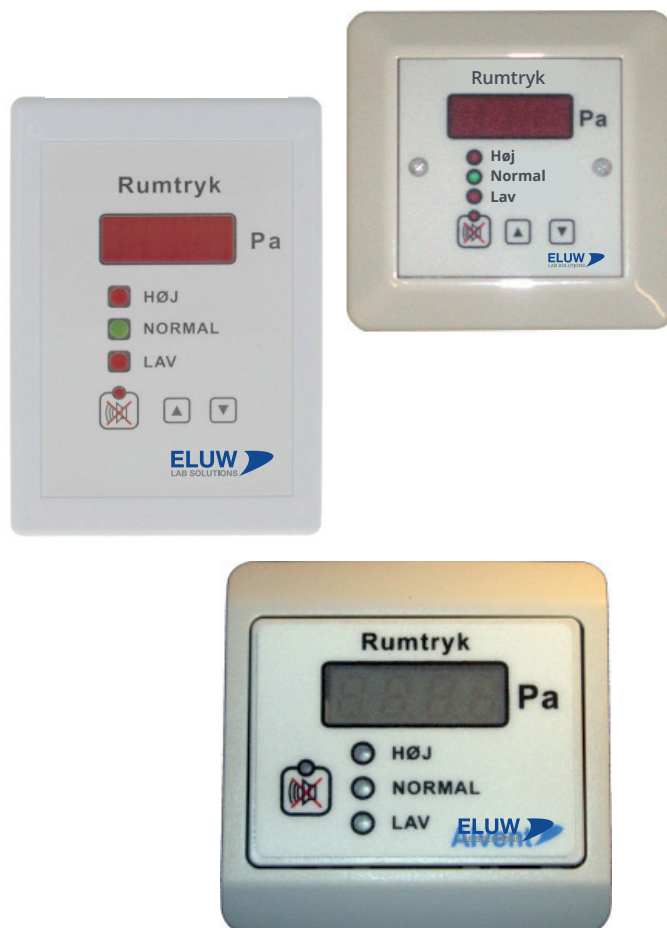 Rumtryk
Pa
Høj
Normal
Lav
ELUW
LAB SOLUTIONS
Rumtryk
Pa
HØJ
NORMAL
LAV
ELUW
LAB SOLUTIONS
Rumtryk
Pa
HØJ
NORMAL
LAV
ELUW
Alvent